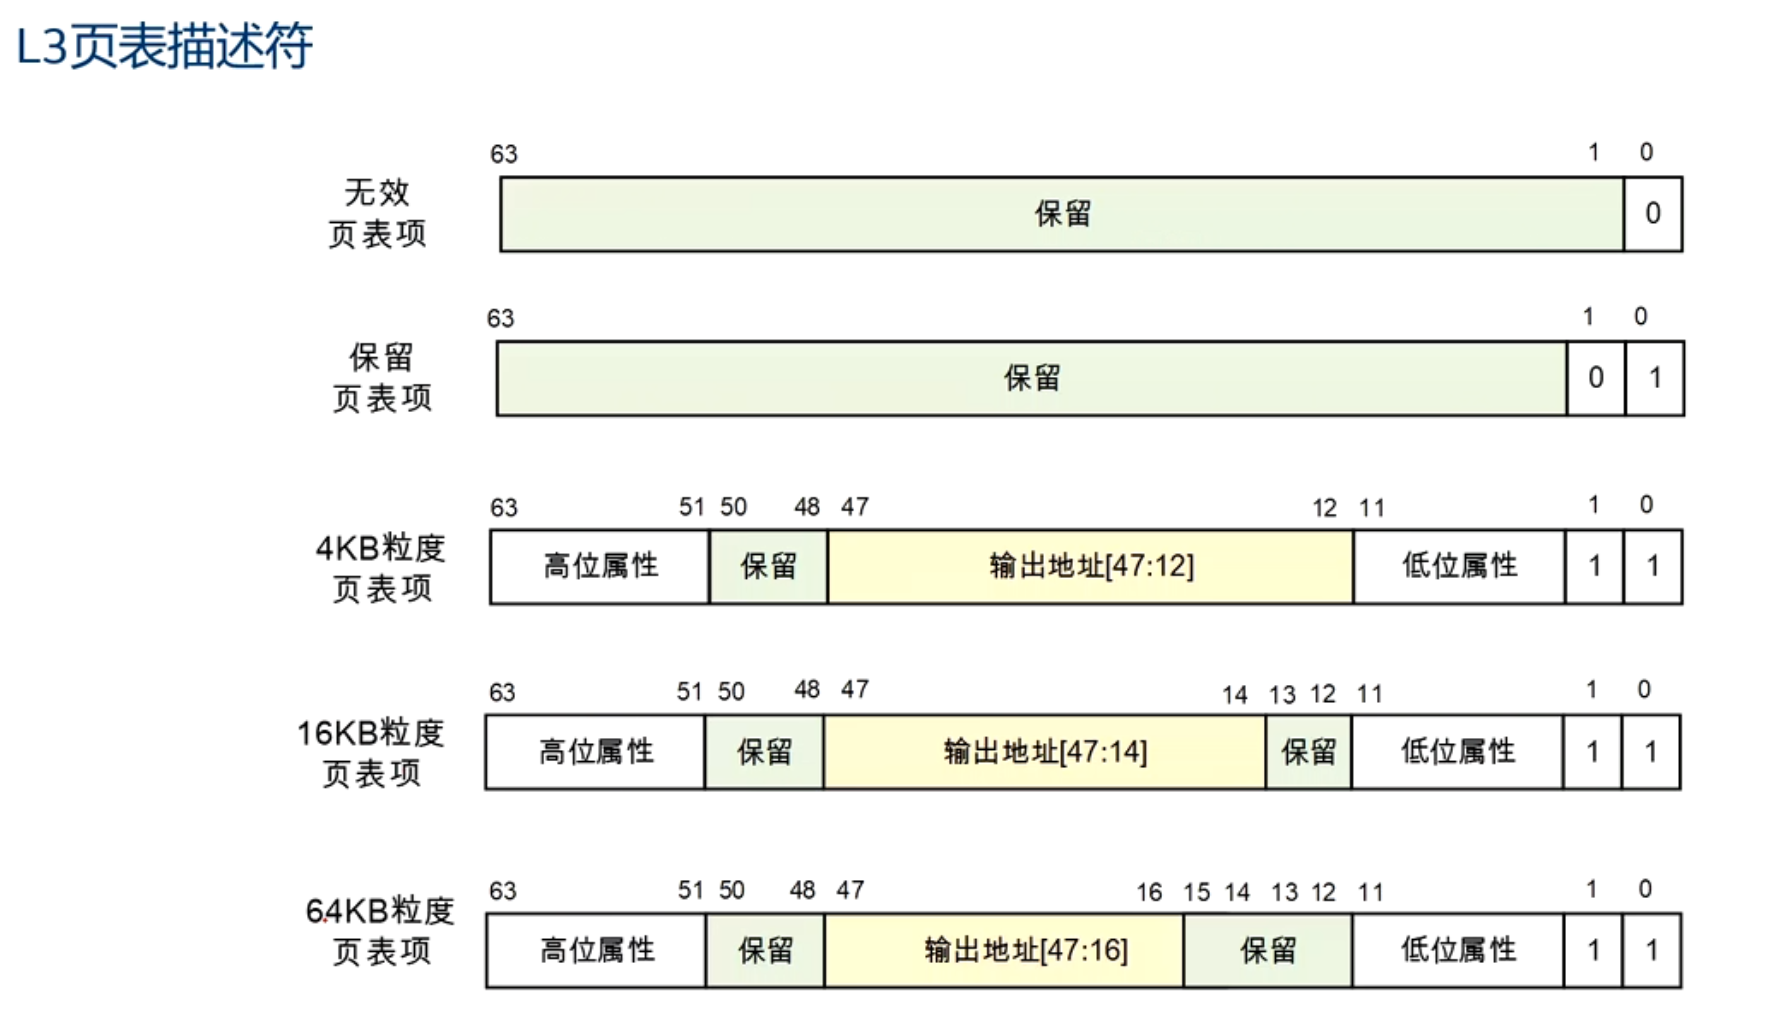 L3页表描述符
63 1 0
无效
页表项
保留 0
63 1 0
保留
页表项
保留 0 1
63 51 50 48 47 12 11 1 0
4KB粒度
页表项
高位属性 保留 输出地址[47:12] 低位属性 1 1
63 51 50 48 47 14 13 12 11 1 0
16KB粒度
页表项
高位属性 保留 输出地址[47:14] 保留 低位属性 1 1
63 51 50 48 47 16 15 14 13 12 11 1 0
64KB粒度
页表项
高位属性 保留 输出地址[47:16] 保留 低位属性 1 1